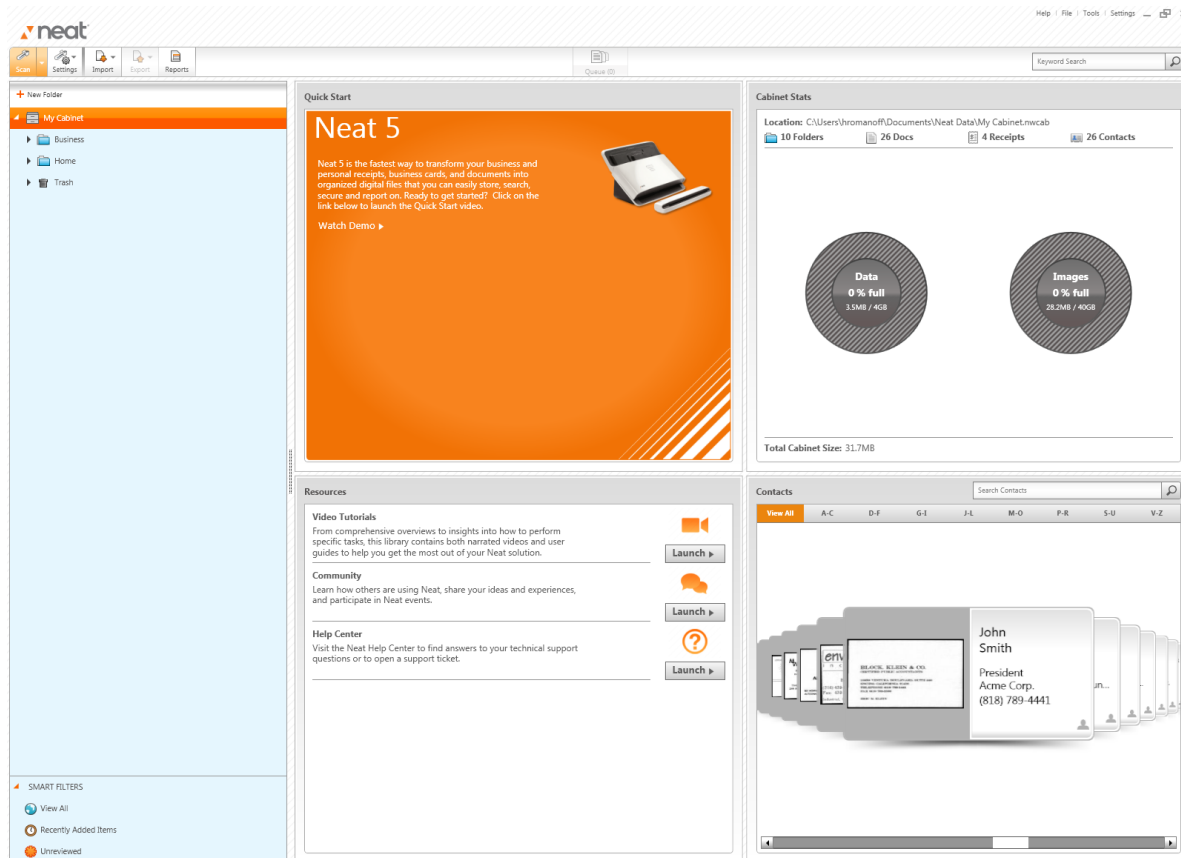 Help | File | Tools | Settings
neat
Scan
Settings
Import
Export
Reports
Queue (0)
Keyword Search
New Folder
My Cabinet
Business
Home
Trash
SMART FILTERS
View All
Recently Added Items
Unreviewed
Quick Start
Neat 5
Neat 5 is the fastest way to transform your business and
personal receipts, business cards, and documents into
organized digital files that you can easily store, search,
secure and report on. Ready to get started? Click on the
link below to launch the Quick Start video.
Watch Demo
Cabinet Stats
Location: C:\Users\hromanoff\Documents\Neat Data\My Cabinet.nwcab
10 Folders
26 Docs
4 Receipts
26 Contacts
Data
0 % full
3.5MB / 4GB
Images
0 % full
28.2MB / 40GB
Total Cabinet Size: 31.7MB
Resources
Video Tutorials
From comprehensive overviews to insights into how to perform
specific tasks, this library contains both narrated videos and user
guides to help you get the most out of your Neat solution.
Launch
Community
Learn how others are using Neat, share your ideas and experiences,
and participate in Neat events.
Launch
Help Center
Visit the Neat Help Center to find answers to your technical support
questions or to open a support ticket.
Launch
Contacts
Search Contacts
View All A-C D-F G-I J-L M-O P-R S-U V-Z
env
BLOCK, KLEIN & CO.
John
Smith
President
Acme Corp.
(818) 789-4441
un...